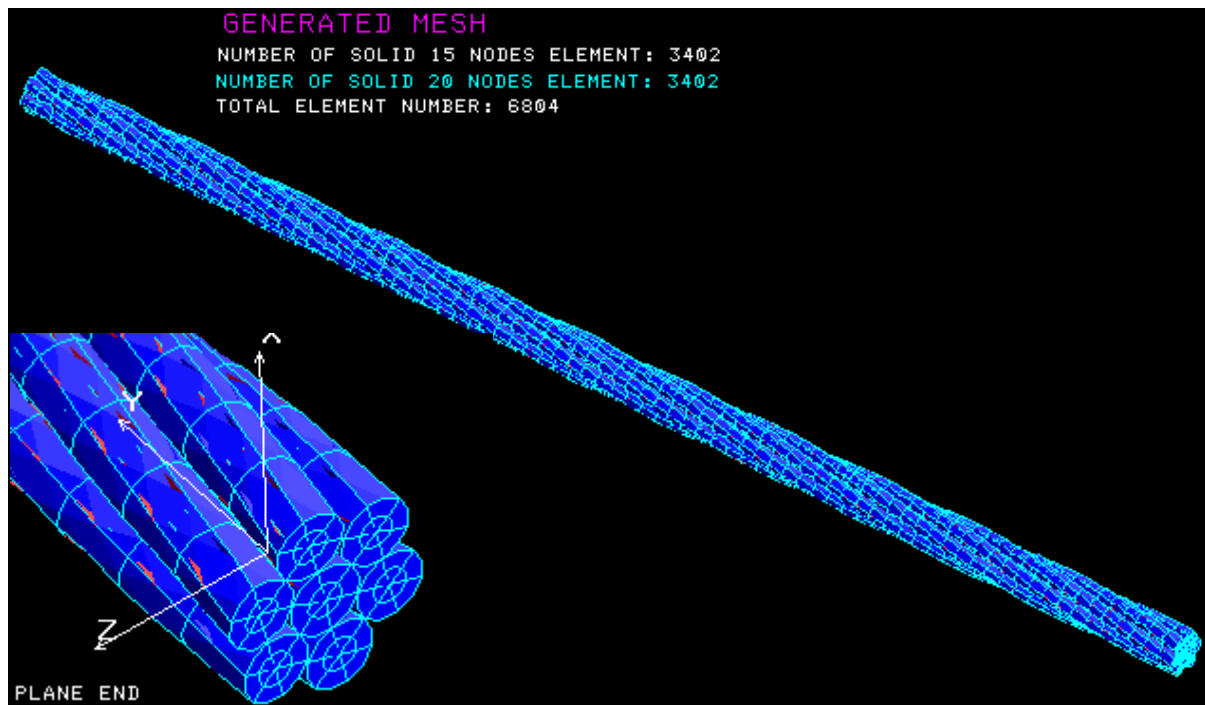 GENERATED MESH
NUMBER OF SOLID 15 NODES ELEMENT: 3402
NUMBER OF SOLID 20 NODES ELEMENT: 3402
TOTAL ELEMENT NUMBER: 6804
X
Y
Z
PLANE END